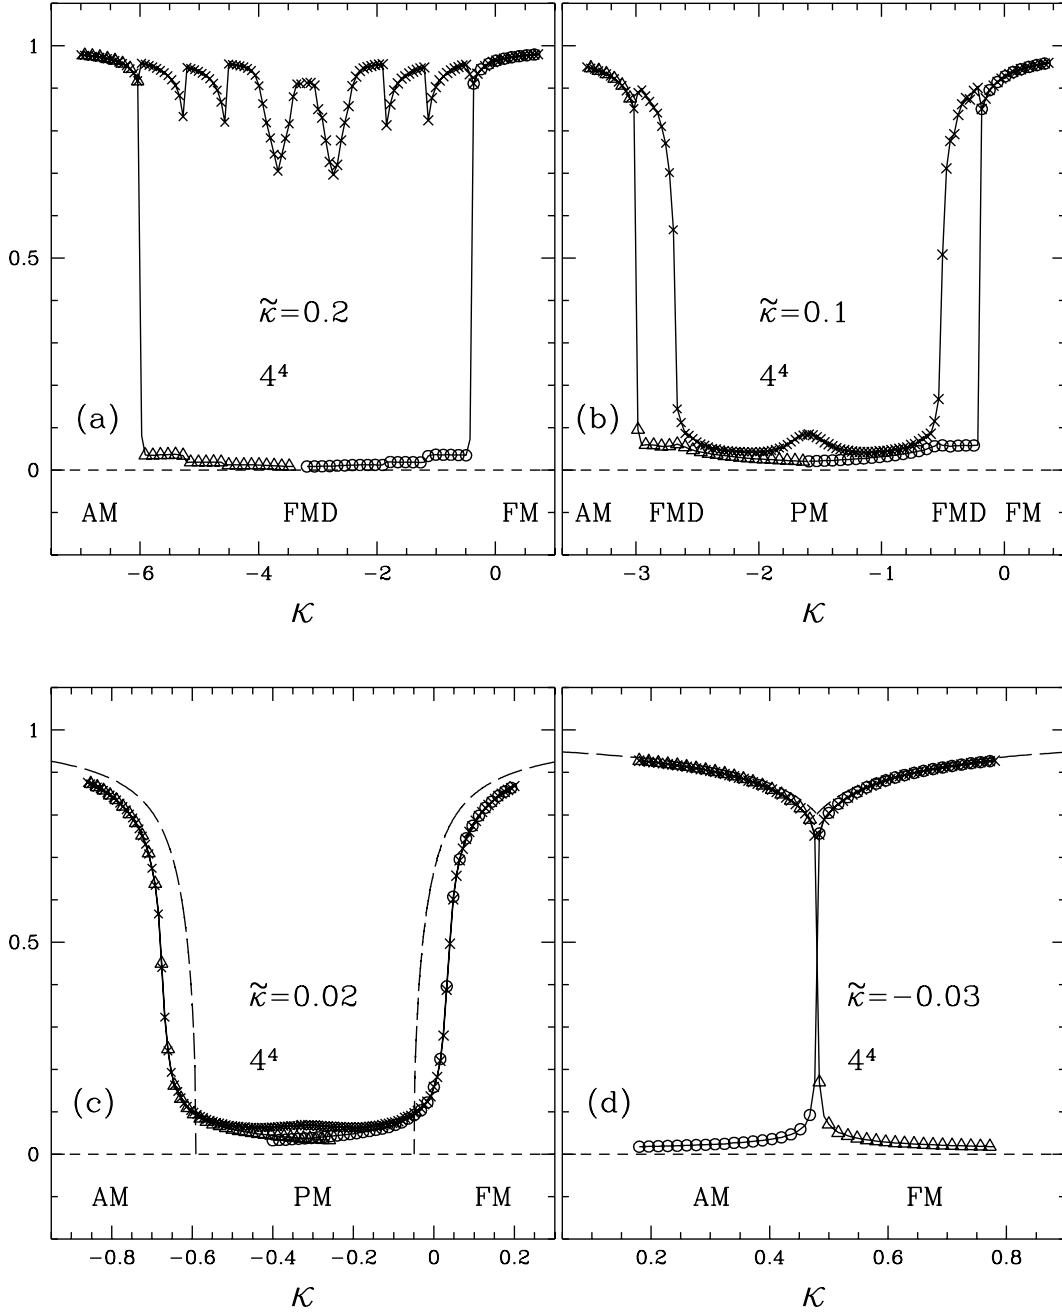 1
0.5
0
κ̃=0.2
4⁴
(a)
AM FMD FM
−6 −4 −2 0
κ
κ̃=0.1
4⁴
(b)
AM FMD PM FMD FM
−3 −2 −1 0
κ
1
0.5
0
κ̃=0.02
4⁴
(c)
AM PM FM
−0.8 −0.6 −0.4 −0.2 0 0.2
κ
κ̃=−0.03
4⁴
(d)
AM FM
0.2 0.4 0.6 0.8
κ